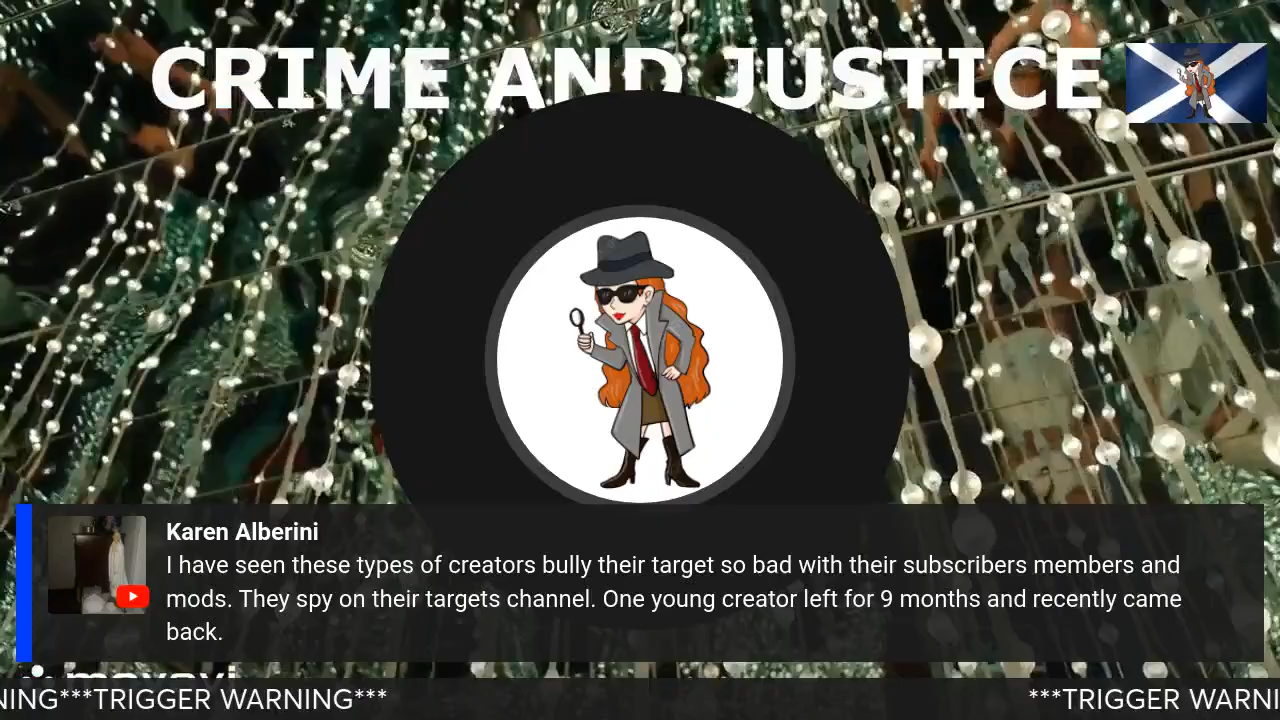 CRIME AND JUSTICE
Karen Alberini
I have seen these types of creators bully their target so bad with their subscribers members and
mods. They spy on their targets channel. One young creator left for 9 months and recently came
back.
NING***TRIGGER WARNING*** ***TRIGGER WARNI